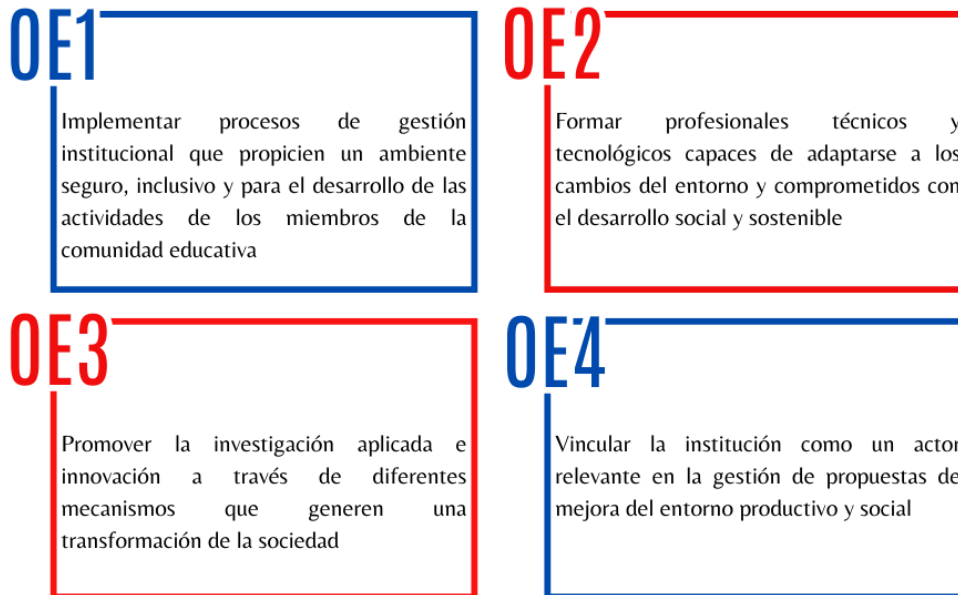 OE1
Implementar procesos de gestión
institucional que propicien un ambiente
seguro, inclusivo y para el desarrollo de las
actividades de los miembros de la
comunidad educativa
OE2
Formar profesionales técnicos y
tecnológicos capaces de adaptarse a los
cambios del entorno y comprometidos con
el desarrollo social y sostenible
OE3
Promover la investigación aplicada e
innovación a través de diferentes
mecanismos que generen una
transformación de la sociedad
OE4
Vincular la institución como un actor
relevante en la gestión de propuestas de
mejora del entorno productivo y social